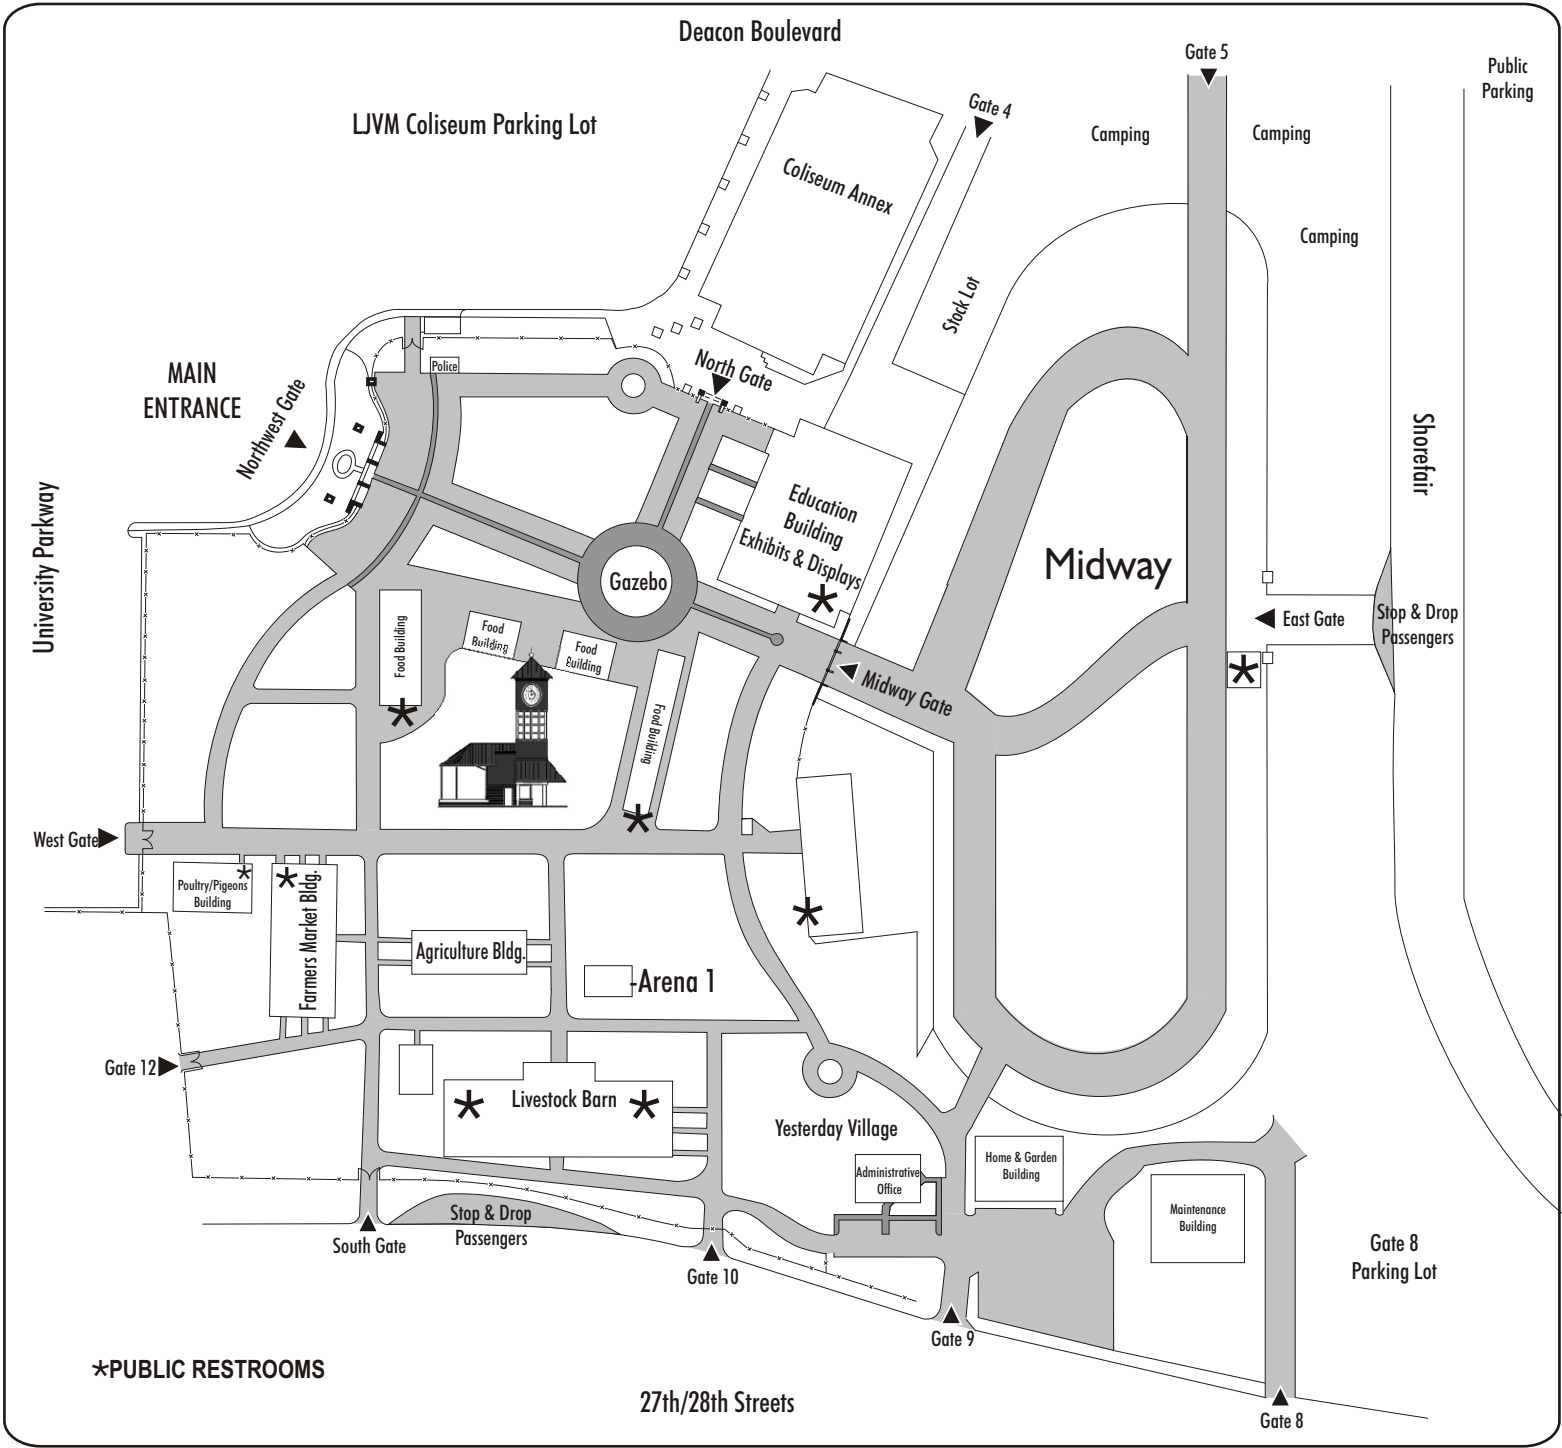 Deacon Boulevard
Gate 5
Public
Parking
LJVM Coliseum Parking Lot
Gate 4
Camping
Camping
Coliseum Annex
Camping
Stock Lot
MAIN
ENTRANCE
Northwest Gate
Police
North Gate
Shorefair
University Parkway
Education
Building
Exhibits & Displays
*
Midway
Gazebo
East Gate
Stop & Drop
Passengers
*
Food Building
*
Food
Building
Food
Building
Food Building
*
Midway Gate
West Gate
Poultry/Pigeons
Building
*
*
Farmers Market Bldg.
Agriculture Bldg.
-Arena 1
*
Gate 12
Livestock Barn
*
*
Yesterday Village
Administrative
Office
Home & Garden
Building
Maintenance
Building
Stop & Drop
Passengers
South Gate
Gate 10
Gate 8
Parking Lot
Gate 9
*PUBLIC RESTROOMS
27th/28th Streets
Gate 8